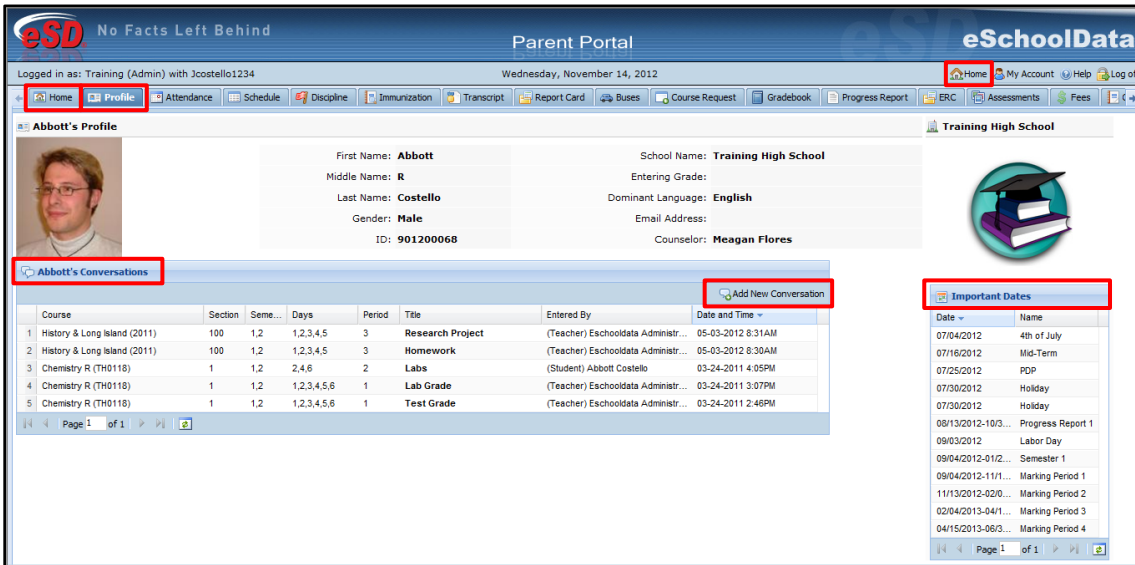 eSD No Facts Left Behind
Parent Portal
eSchoolData
Logged in as: Training (Admin) with Jcostello1234 Wednesday, November 14, 2012 Home My Account Help Log of
Home Profile Attendance Schedule Discipline Immunization Transcript Report Card Buses Course Request Gradebook Progress Report ERC Assessments Fees
Abbott's Profile
Training High School
First Name: Abbott School Name: Training High School
Middle Name: R Entering Grade:
Last Name: Costello Dominant Language: English
Gender: Male Email Address:
ID: 901200068 Counselor: Meagan Flores
Abbott's Conversations
Add New Conversation
Course Section Seme... Days Period Title Entered By Date and Time
1 History & Long Island (2011) 100 1,2 1,2,3,4,5 3 Research Project (Teacher) Eschooldata Administr... 05-03-2012 8:31AM
2 History & Long Island (2011) 100 1,2 1,2,3,4,5 3 Homework (Teacher) Eschooldata Administr... 05-03-2012 8:30AM
3 Chemistry R (TH0118) 1 1,2 2,4,6 2 Labs (Student) Abbott Costello 03-24-2011 4:05PM
4 Chemistry R (TH0118) 1 1,2 1,2,3,4,5,6 1 Lab Grade (Teacher) Eschooldata Administr... 03-24-2011 3:07PM
5 Chemistry R (TH0118) 1 1,2 1,2,3,4,5,6 1 Test Grade (Teacher) Eschooldata Administr... 03-24-2011 2:46PM
Page 1 of 1
Important Dates
Date Name
07/04/2012 4th of July
07/16/2012 Mid-Term
07/25/2012 PDP
07/30/2012 Holiday
07/30/2012 Holiday
08/13/2012-10/3... Progress Report 1
09/03/2012 Labor Day
09/04/2012-01/2... Semester 1
09/04/2012-11/1... Marking Period 1
11/13/2012-02/0... Marking Period 2
02/04/2013-04/1... Marking Period 3
04/15/2013-06/3... Marking Period 4
Page 1 of 1